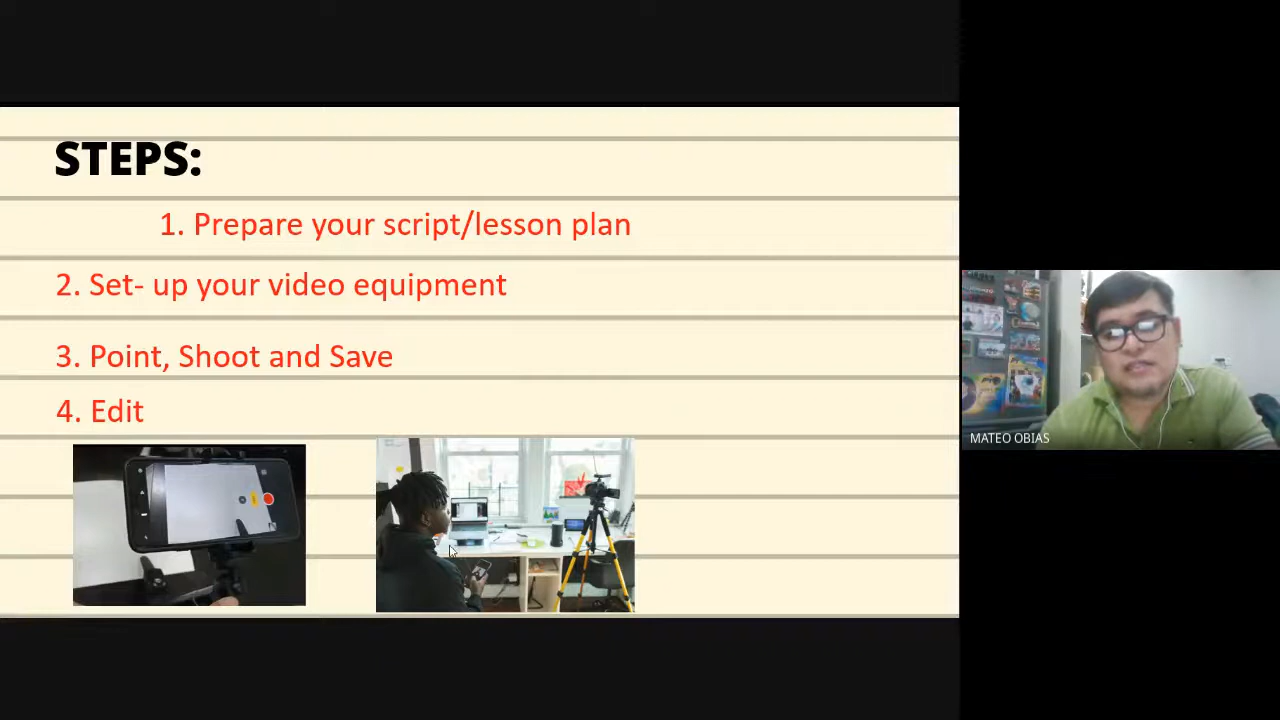 STEPS:
1. Prepare your script/lesson plan
2. Set- up your video equipment
3. Point, Shoot and Save
4. Edit
MATEO OBIAS